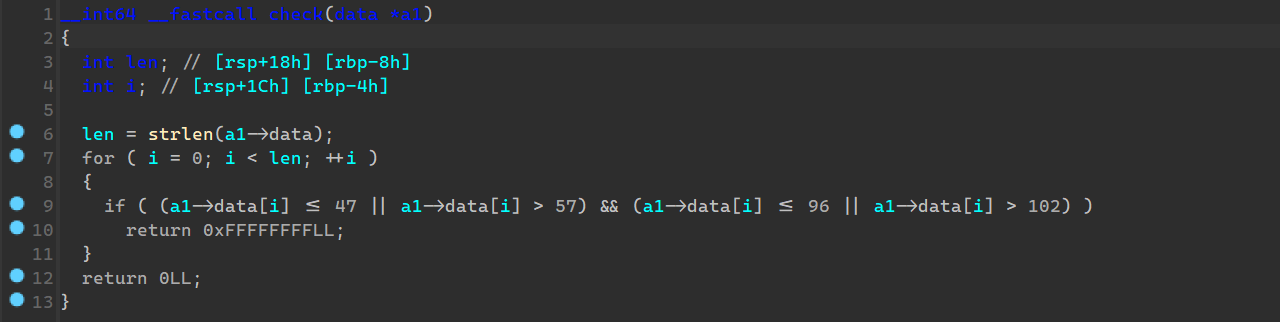 1 __int64 __fastcall check(data *a1)
2 {
3   int len; // [rsp+18h] [rbp-8h]
4   int i; // [rsp+1Ch] [rbp-4h]
5
6   len = strlen(a1->data);
7   for ( i = 0; i < len; ++i )
8   {
9     if ( (a1->data[i] <= 47 || a1->data[i] > 57) && (a1->data[i] <= 96 || a1->data[i] > 102) )
10       return 0xFFFFFFFFLL;
11   }
12   return 0LL;
13 }